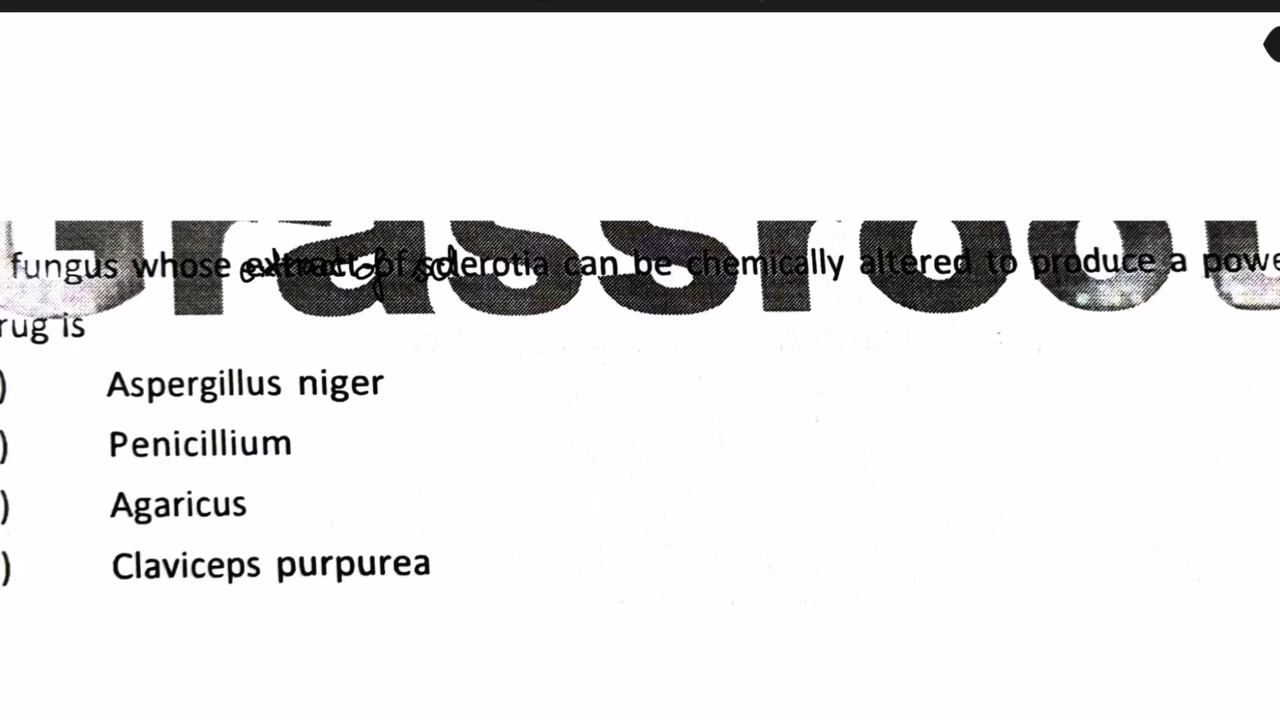 Grassroot
fungus whose extract of sclerotia can be chemically altered to produce a powe
rug is
) Aspergillus niger
) Penicillium
) Agaricus
) Claviceps purpurea